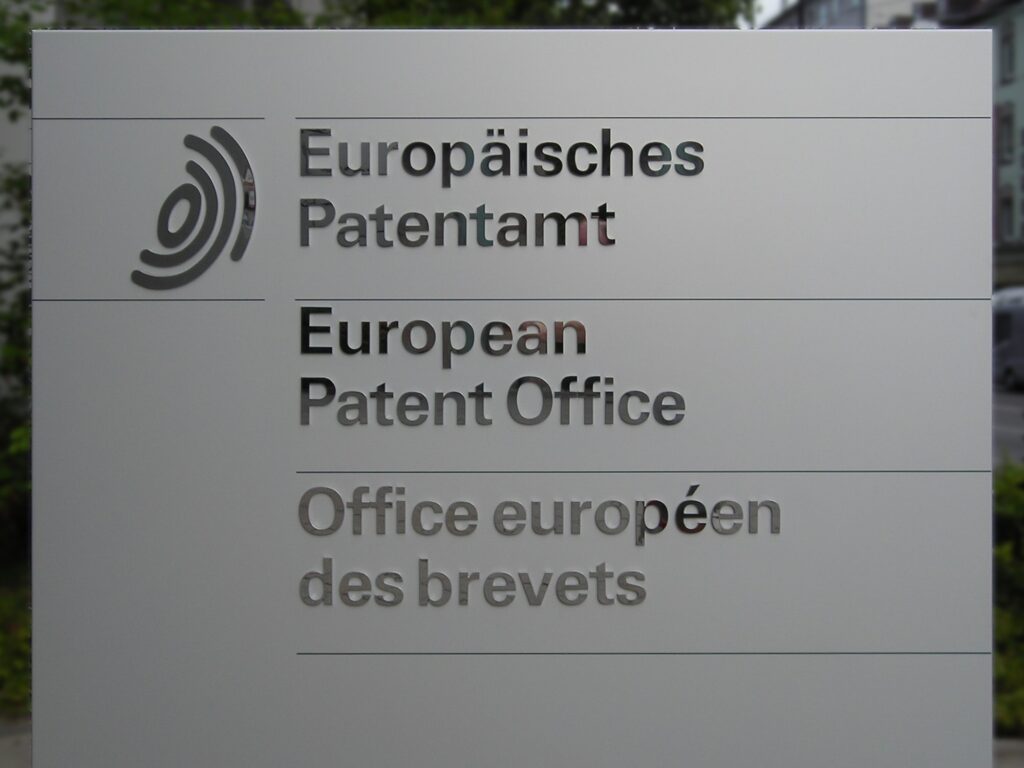 Europäisches
Patentamt
European
Patent Office
Office européen
des brevets